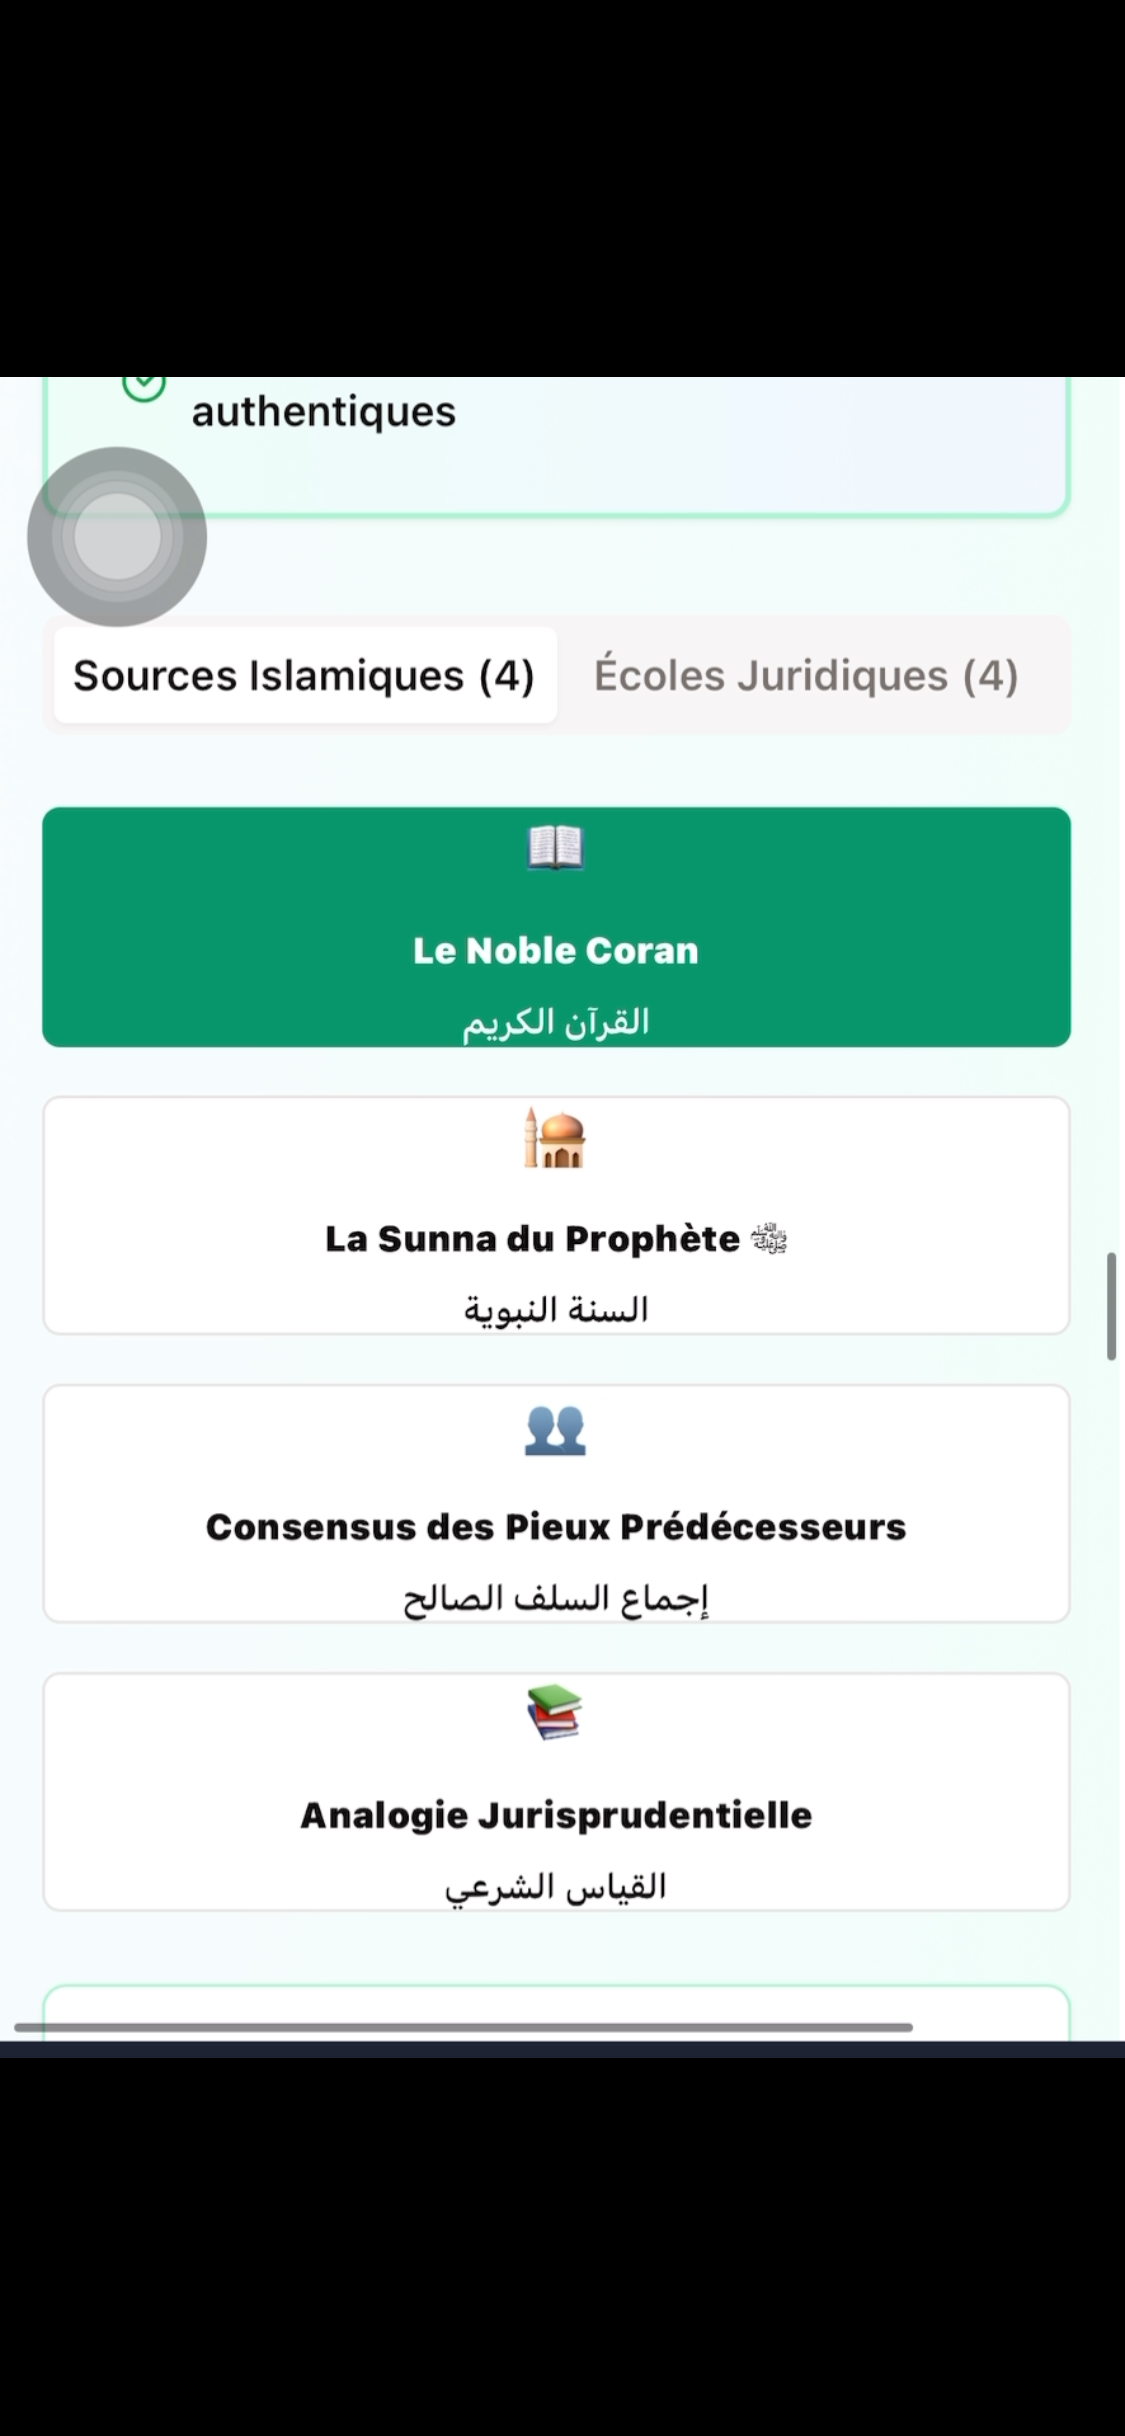 authentiques
Sources Islamiques (4)
Écoles Juridiques (4)
Le Noble Coran
القرآن الكريم
La Sunna du Prophète ﷺ
السنة النبوية
Consensus des Pieux Prédécesseurs
إجماع السلف الصالح
Analogie Jurisprudentielle
القياس الشرعي